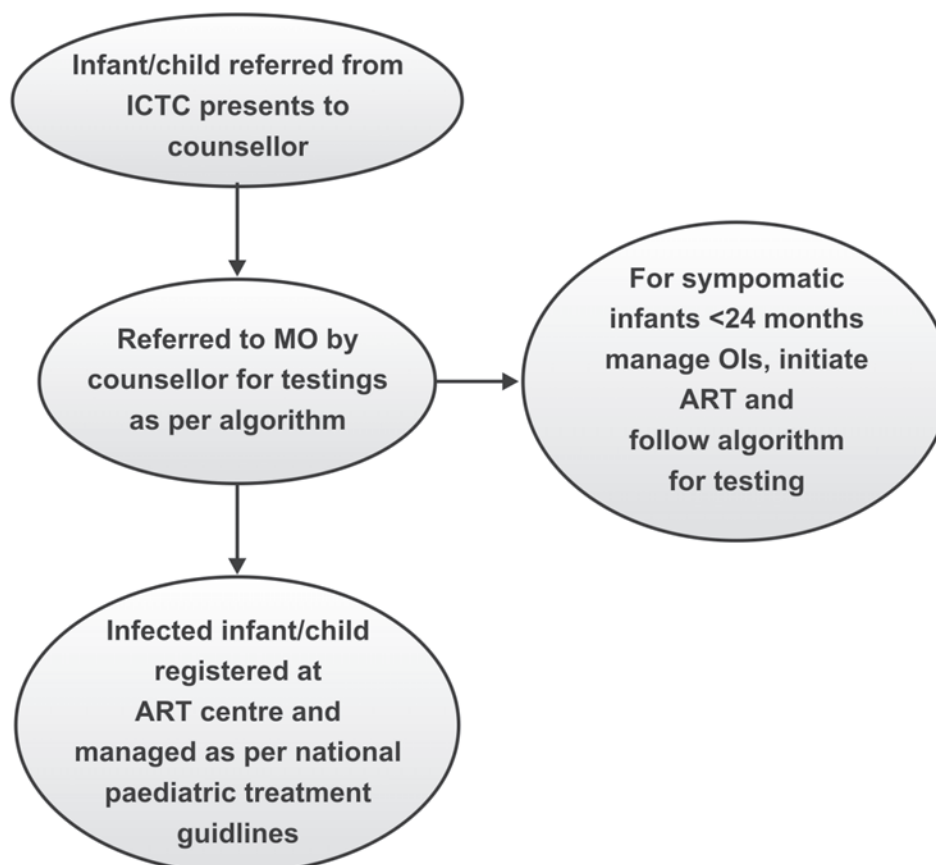 Infant/child referred from
ICTC presents to
counsellor
Referred to MO by
counsellor for testings
as per algorithm
For sympomatic
infants <24 months
manage OIs, initiate
ART and
follow algorithm
for testing
Infected infant/child
registered at
ART centre and
managed as per national
paediatric treatment
guidlines